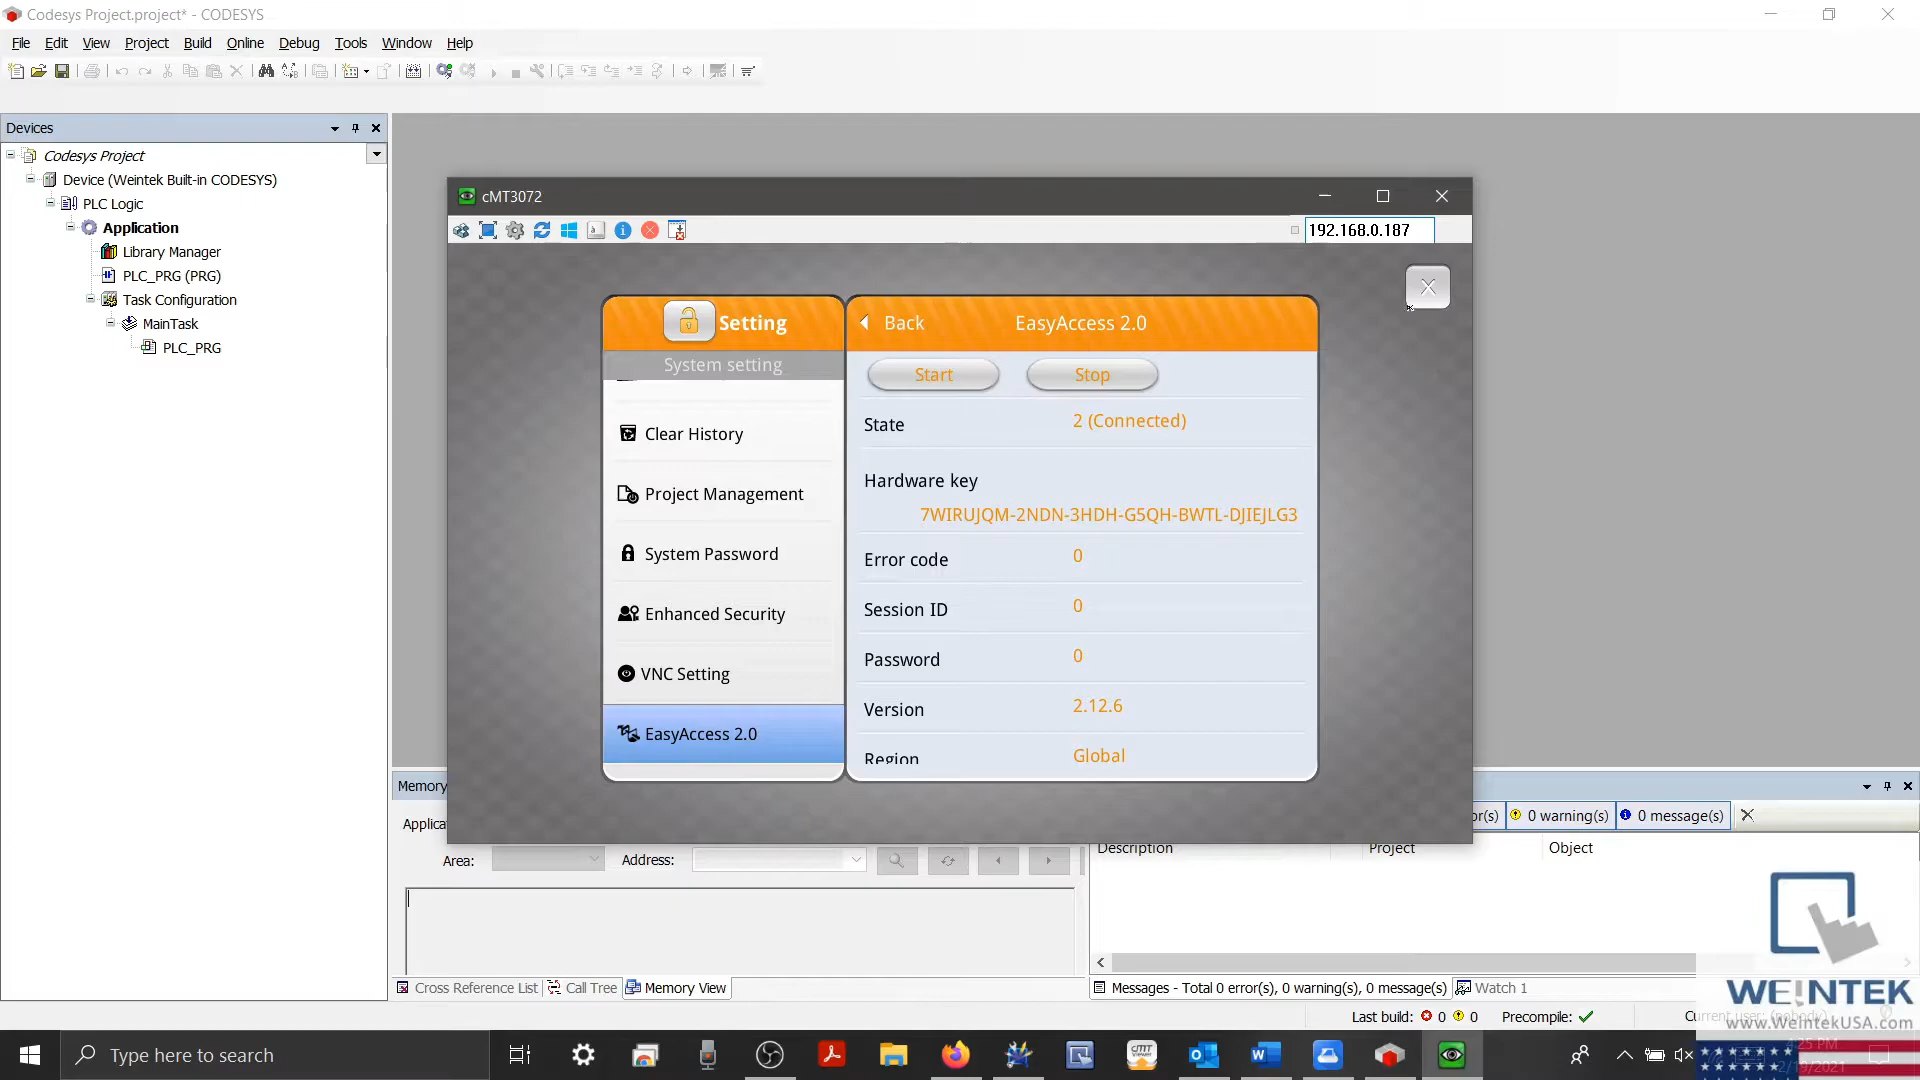 Codesys Project.project* - CODESYS
File Edit View Project Build Online Debug Tools Window Help
Devices
Codesys Project
Device (Weintek Built-in CODESYS)
PLC Logic
Application
Library Manager
PLC_PRG (PRG)
Task Configuration
MainTask
PLC_PRG
cMT3072
192.168.0.187
Setting
System setting
Clear History
Project Management
System Password
Enhanced Security
VNC Setting
EasyAccess 2.0
Back EasyAccess 2.0
Start Stop
State 2 (Connected)
Hardware key
7WIRUJQM-2NDN-3HDH-G5QH-BWTL-DJIEJLG3
Error code 0
Session ID 0
Password 0
Version 2.12.6
Region Global
Memory
Area: Address:
0 warning(s) 0 message(s)
Description Project Object
Cross Reference List Call Tree Memory View
Messages - Total 0 error(s), 0 warning(s), 0 message(s) Watch 1
Last build: 0 0 Precompile:
WEINTEK
www.WeintekUSA.com
Type here to search
4:25 PM